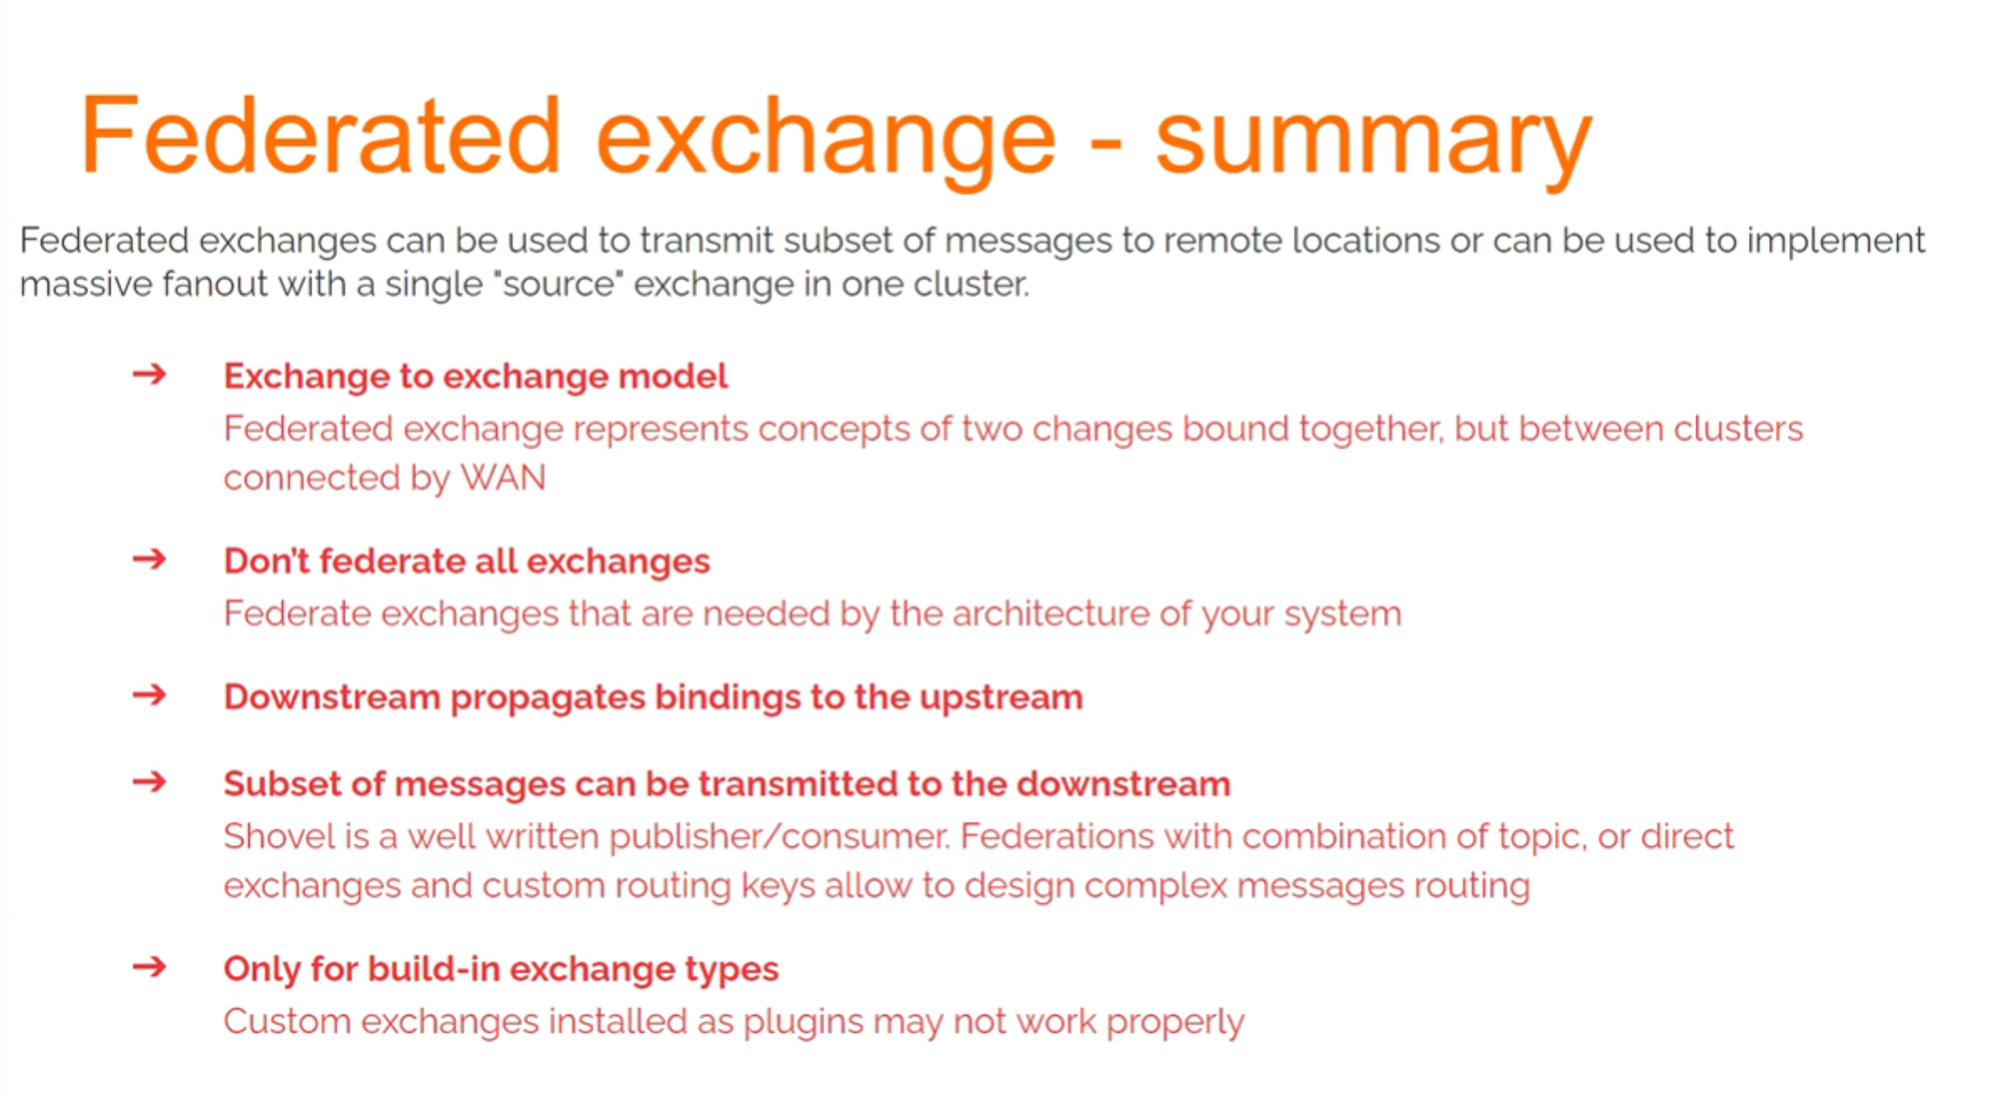 Federated exchange - summary
Federated exchanges can be used to transmit subset of messages to remote locations or can be used to implement
massive fanout with a single "source" exchange in one cluster.
➔ Exchange to exchange model
Federated exchange represents concepts of two changes bound together, but between clusters
connected by WAN
➔ Don't federate all exchanges
Federate exchanges that are needed by the architecture of your system
➔ Downstream propagates bindings to the upstream
➔ Subset of messages can be transmitted to the downstream
Shovel is a well written publisher/consumer. Federations with combination of topic, or direct
exchanges and custom routing keys allow to design complex messages routing
➔ Only for build-in exchange types
Custom exchanges installed as plugins may not work properly